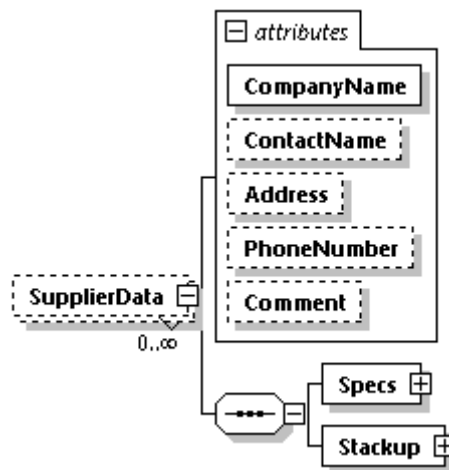 attributes
CompanyName
ContactName
Address
PhoneNumber
SupplierData
Comment
0..∞
Specs
Stackup